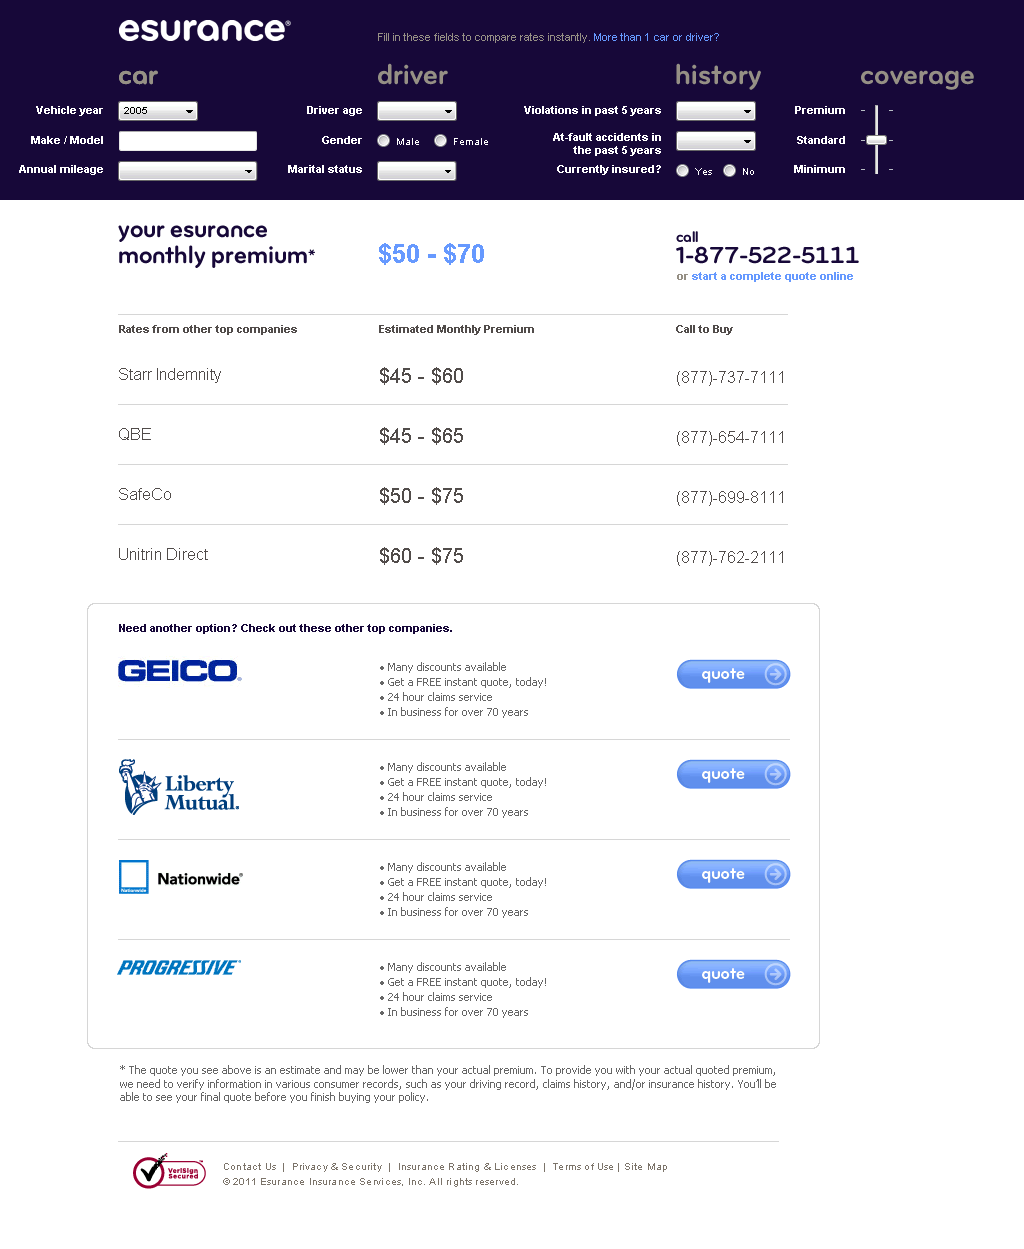 esurance®
Fill in these fields to compare rates instantly. More than 1 car or driver?
car
driver
history
coverage
Vehicle year
2005
Driver age
Violations in past 5 years
Premium
Make / Model
Gender
Male
Female
At-fault accidents in
the past 5 years
Standard
Annual mileage
Marital status
Currently insured?
Yes
No
Minimum
your esurance
monthly premium*
$50 - $70
call
1-877-522-5111
or start a complete quote online
Rates from other top companies
Estimated Monthly Premium
Call to Buy
Starr Indemnity
$45 - $60
(877)-737-7111
QBE
$45 - $65
(877)-654-7111
SafeCo
$50 - $75
(877)-699-8111
Unitrin Direct
$60 - $75
(877)-762-2111
Need another option? Check out these other top companies.
GEICO®
• Many discounts available
• Get a FREE instant quote, today!
• 24 hour claims service
• In business for over 70 years
quote
Liberty
Mutual.
• Many discounts available
• Get a FREE instant quote, today!
• 24 hour claims service
• In business for over 70 years
quote
Nationwide
Nationwide®
• Many discounts available
• Get a FREE instant quote, today!
• 24 hour claims service
• In business for over 70 years
quote
PROGRESSIVE
• Many discounts available
• Get a FREE instant quote, today!
• 24 hour claims service
• In business for over 70 years
quote
* The quote you see above is an estimate and may be lower than your actual premium. To provide you with your actual quoted premium,
we need to verify information in various consumer records, such as your driving record, claims history, and/or insurance history. You'll be
able to see your final quote before you finish buying your policy.
VeriSign
Secured
Contact Us | Privacy & Security | Insurance Rating & Licenses | Terms of Use | Site Map
© 2011 Esurance Insurance Services, Inc. All rights reserved.